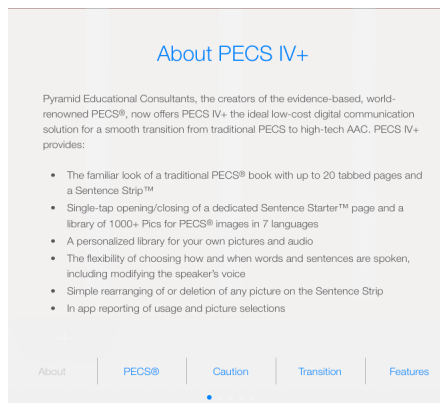 About PECS IV+
Pyramid Educational Consultants, the creators of the evidence-based, world-
renowned PECS®, now offers PECS IV+ the ideal low-cost digital communication
solution for a smooth transition from traditional PECS to high-tech AAC. PECS IV+
provides:
• The familiar look of a traditional PECS® book with up to 20 tabbed pages and
a Sentence Strip™
• Single-tap opening/closing of a dedicated Sentence Starter™ page and a
library of 1000+ Pics for PECS® images in 7 languages
• A personalized library for your own pictures and audio
• The flexibility of choosing how and when words and sentences are spoken,
including modifying the speaker's voice
• Simple rearranging of or deletion of any picture on the Sentence Strip
• In app reporting of usage and picture selections
About PECS® Caution Transition Features